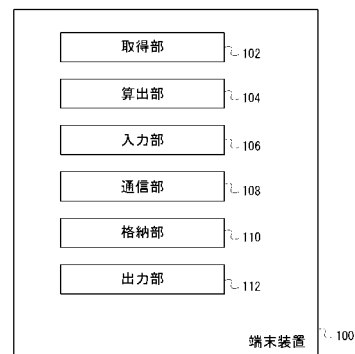 取得部
102
算出部
104
入力部
106
通信部
108
格納部
110
出力部
112
端末装置
100